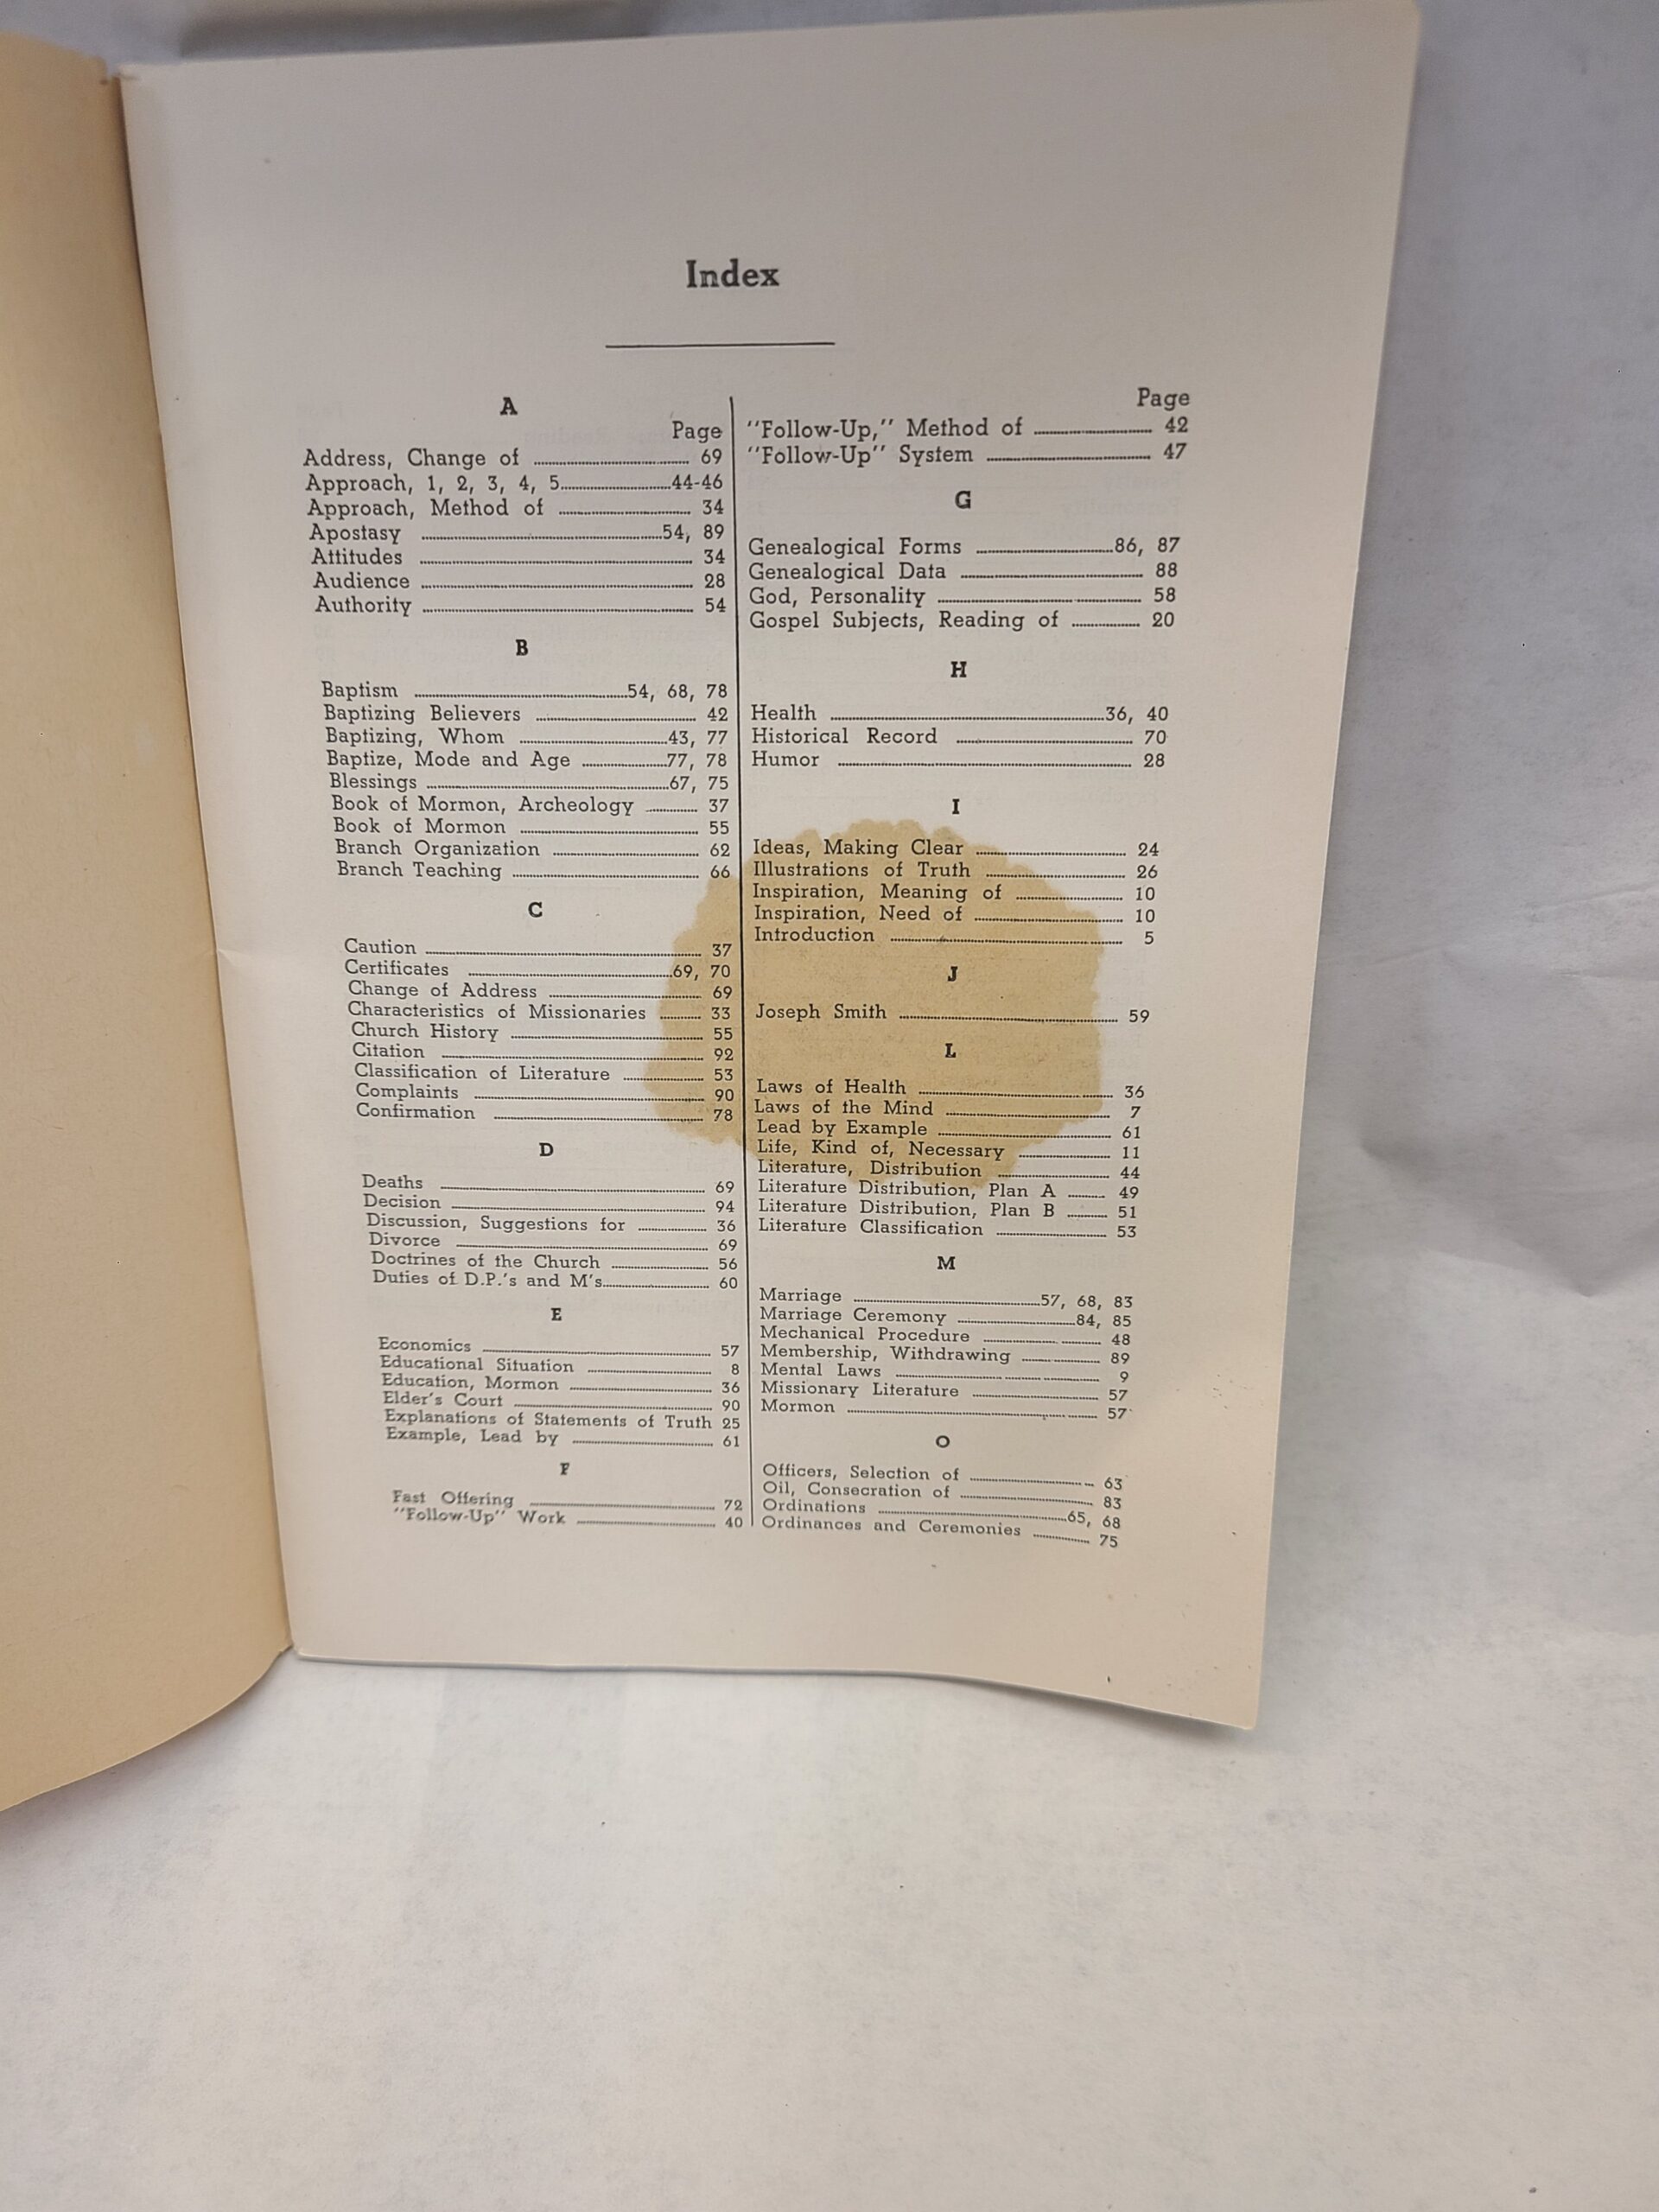 Index
A
Page
Address, Change of ........ 69
Approach, 1, 2, 3, 4, 5........44-46
Approach, Method of ........ 34
Apostasy ........54, 89
Attitudes ........ 34
Audience ........ 28
Authority ........ 54
B
Baptism ........54, 68, 78
Baptizing Believers ........ 42
Baptizing, Whom ........43, 77
Baptize, Mode and Age ........77, 78
Blessings ........67, 75
Book of Mormon, Archeology ........ 37
Book of Mormon ........ 55
Branch Organization ........ 62
Branch Teaching ........ 66
C
Caution ........ 37
Certificates ........69, 70
Change of Address ........ 69
Characteristics of Missionaries ........ 33
Church History ........ 55
Citation ........ 92
Classification of Literature ........ 53
Complaints ........ 90
Confirmation ........ 78
D
Deaths ........ 69
Decision ........ 94
Discussion, Suggestions for ........ 36
Divorce ........ 69
Doctrines of the Church ........ 56
Duties of D.P.'s and M's........ 60
E
Economics ........ 57
Educational Situation ........ 8
Education, Mormon ........ 36
Elder's Court ........ 90
Explanations of Statements of Truth 25
Example, Lead by ........ 61
F
Fast Offering ........ 72
"Follow-Up" Work ........ 40
Page
"Follow-Up," Method of ........ 42
"Follow-Up" System ........ 47
G
Genealogical Forms ........86, 87
Genealogical Data ........ 88
God, Personality ........ 58
Gospel Subjects, Reading of ........ 20
H
Health ........36, 40
Historical Record ........ 70
Humor ........ 28
I
Ideas, Making Clear ........ 24
Illustrations of Truth ........ 26
Inspiration, Meaning of ........ 10
Inspiration, Need of ........ 10
Introduction ........ 5
J
Joseph Smith ........ 59
L
Laws of Health ........ 36
Laws of the Mind ........ 7
Lead by Example ........ 61
Life, Kind of, Necessary ........ 11
Literature, Distribution ........ 44
Literature Distribution, Plan A ........ 49
Literature Distribution, Plan B ........ 51
Literature Classification ........ 53
M
Marriage ........57, 68, 83
Marriage Ceremony ........84, 85
Mechanical Procedure ........ 48
Membership, Withdrawing ........ 89
Mental Laws ........ 9
Missionary Literature ........ 57
Mormon ........ 57
O
Officers, Selection of ........ 63
Oil, Consecration of ........ 83
Ordinations ........65, 68
Ordinances and Ceremonies ........ 75